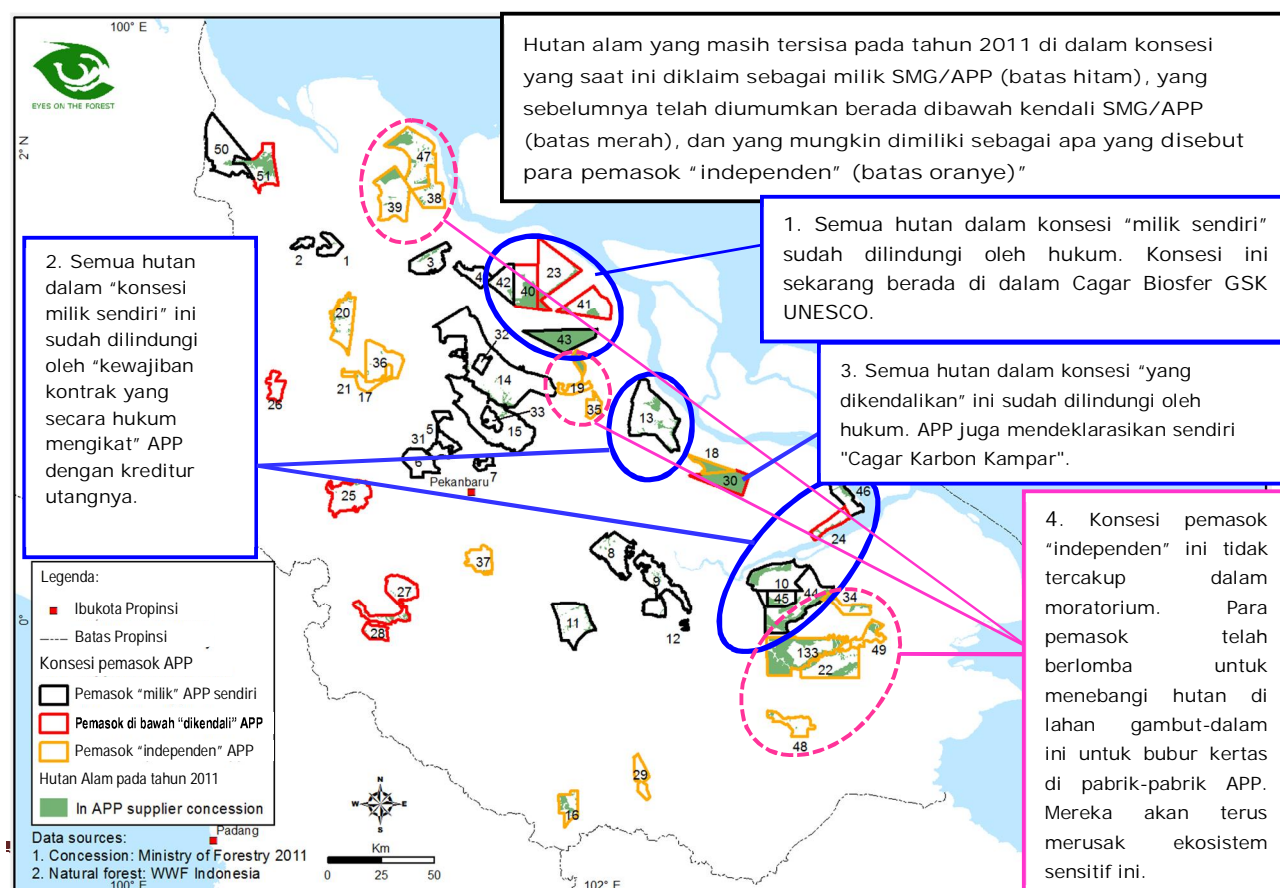 100° E
EYES ON THE FOREST
2° N
Hutan alam yang masih tersisa pada tahun 2011 di dalam konsesi
yang saat ini diklaim sebagai milik SMG/APP (batas hitam), yang
sebelumnya telah diumumkan berada dibawah kendali SMG/APP
(batas merah), dan yang mungkin dimiliki sebagai apa yang disebut
para pemasok “independen” (batas oranye)”
1. Semua hutan dalam konsesi “milik sendiri”
sudah dilindungi oleh hukum. Konsesi ini
sekarang berada di dalam Cagar Biosfer GSK
UNESCO.
2. Semua hutan
dalam “konsesi
milik sendiri” ini
sudah dilindungi
oleh “kewajiban
kontrak yang
secara hukum
mengikat” APP
dengan kreditur
utangnya.
3. Semua hutan dalam konsesi “yang
dikendalikan” ini sudah dilindungi oleh
hukum. APP juga mendeklarasikan sendiri
"Cagar Karbon Kampar".
4. Konsesi pemasok
“independen” ini tidak
tercakup dalam
moratorium. Para
pemasok telah
berlomba untuk
menebangi hutan di
lahan gambut-dalam
ini untuk bubur kertas
di pabrik-pabrik APP.
Mereka akan terus
merusak ekosistem
sensitif ini.
50
51
47
39
38
2
1
3
4
42
40
23
41
43
20
32
36
21
17
14
19
35
26
33
13
5
31
15
6
7
Pekanbaru
18
30
25
46
24
37
8
9
10
45
44
34
27
28
11
12
133
22
49
48
29
16
0°
Legenda:
Ibukota Propinsi
Batas Propinsi
Konsesi pemasok APP
Pemasok “milik” APP sendiri
Pemasok di bawah “dikendali” APP
Pemasok “independen” APP
Hutan Alam pada tahun 2011
In APP supplier concession
Padang
Data sources:
1. Concession: Ministry of Forestry 2011
2. Natural forest: WWF Indonesia
N
W
E
S
Km
0 25 50
100° E
102° E